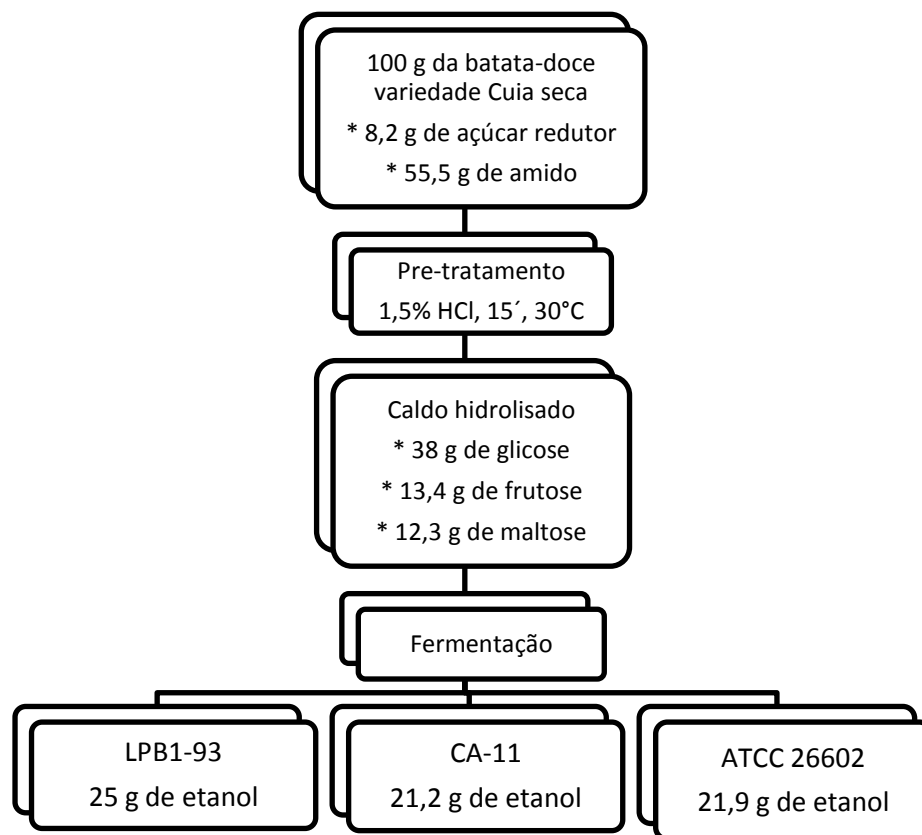 100 g da batata-doce
variedade Cuia seca
* 8,2 g de açúcar redutor
* 55,5 g de amido
Pre-tratamento
1,5% HCl, 15´, 30°C
Caldo hidrolisado
* 38 g de glicose
* 13,4 g de frutose
* 12,3 g de maltose
Fermentação
LPB1-93
25 g de etanol
CA-11
21,2 g de etanol
ATCC 26602
21,9 g de etanol